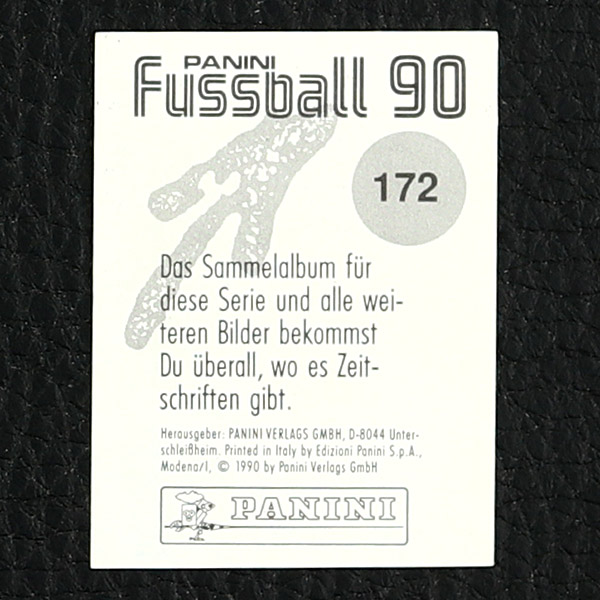 PANINI
Fussball 90
172
Das Sammelalbum für
diese Serie und alle wei-
teren Bilder bekommst
Du überall, wo es Zeit-
schriften gibt.
Herausgeber: PANINI VERLAGS GMBH, D-8044 Unter-
schleißheim. Printed in Italy by Edizioni Panini S.p.A.,
Modena/I, © 1990 by Panini Verlags GmbH
PANINI